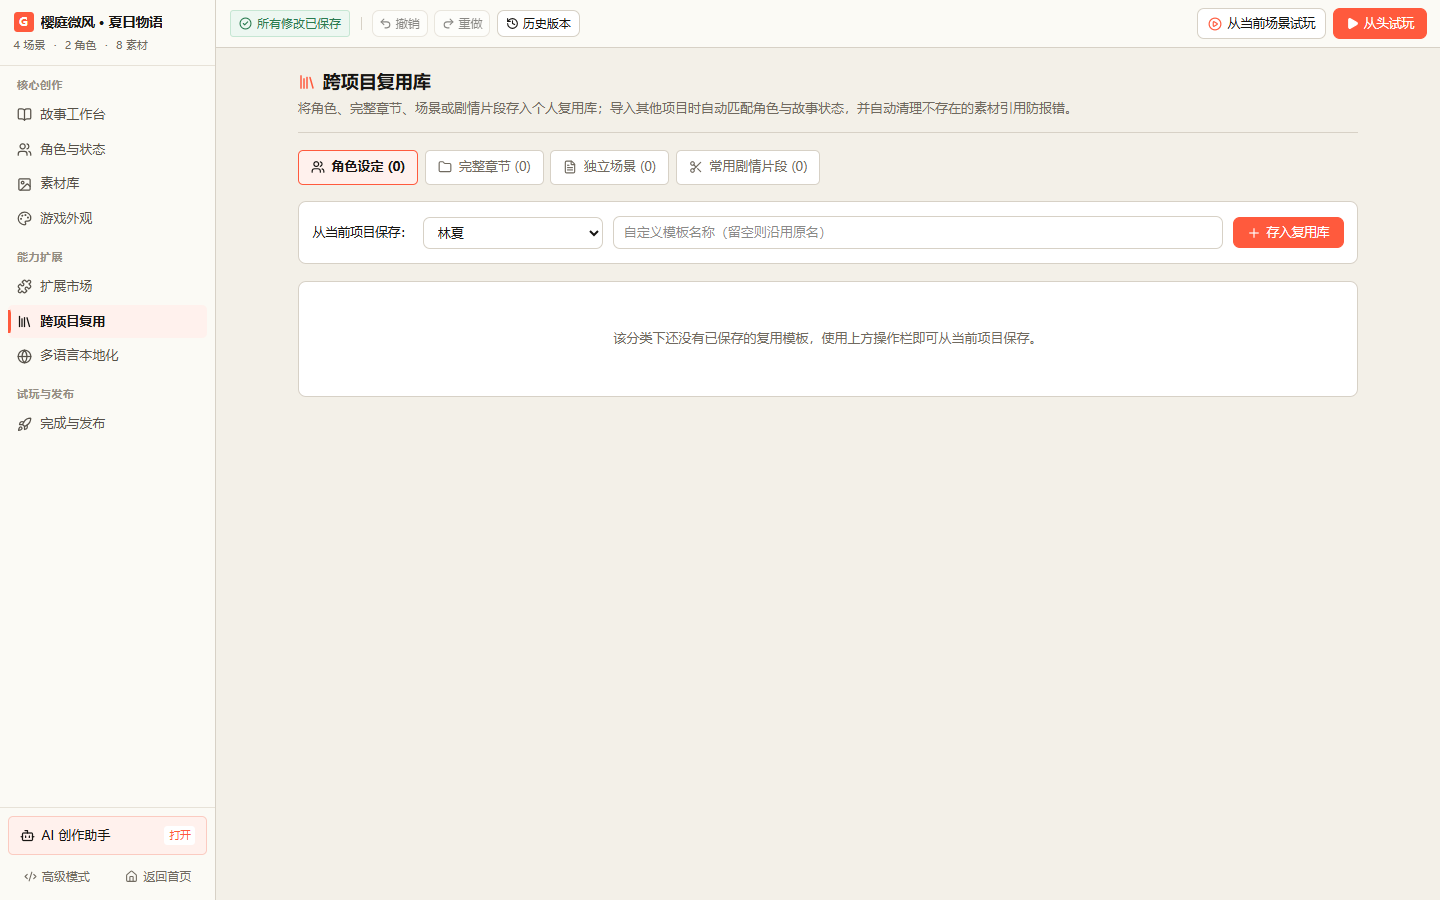 G 樱庭微风 • 夏日物语
4 场景 · 2 角色 · 8 素材
核心创作
故事工作台
角色与状态
素材库
游戏外观
能力扩展
扩展市场
跨项目复用
多语言本地化
试玩与发布
完成与发布
AI 创作助手 打开
高级模式 返回首页
所有修改已保存 撤销 重做 历史版本 从当前场景试玩 从头试玩
跨项目复用库
将角色、完整章节、场景或剧情片段存入个人复用库；导入其他项目时自动匹配角色与故事状态，并自动清理不存在的素材引用防报错。
角色设定 (0) 完整章节 (0) 独立场景 (0) 常用剧情片段 (0)
从当前项目保存： 林夏 自定义模板名称（留空则沿用原名） 存入复用库
该分类下还没有已保存的复用模板，使用上方操作栏即可从当前项目保存。